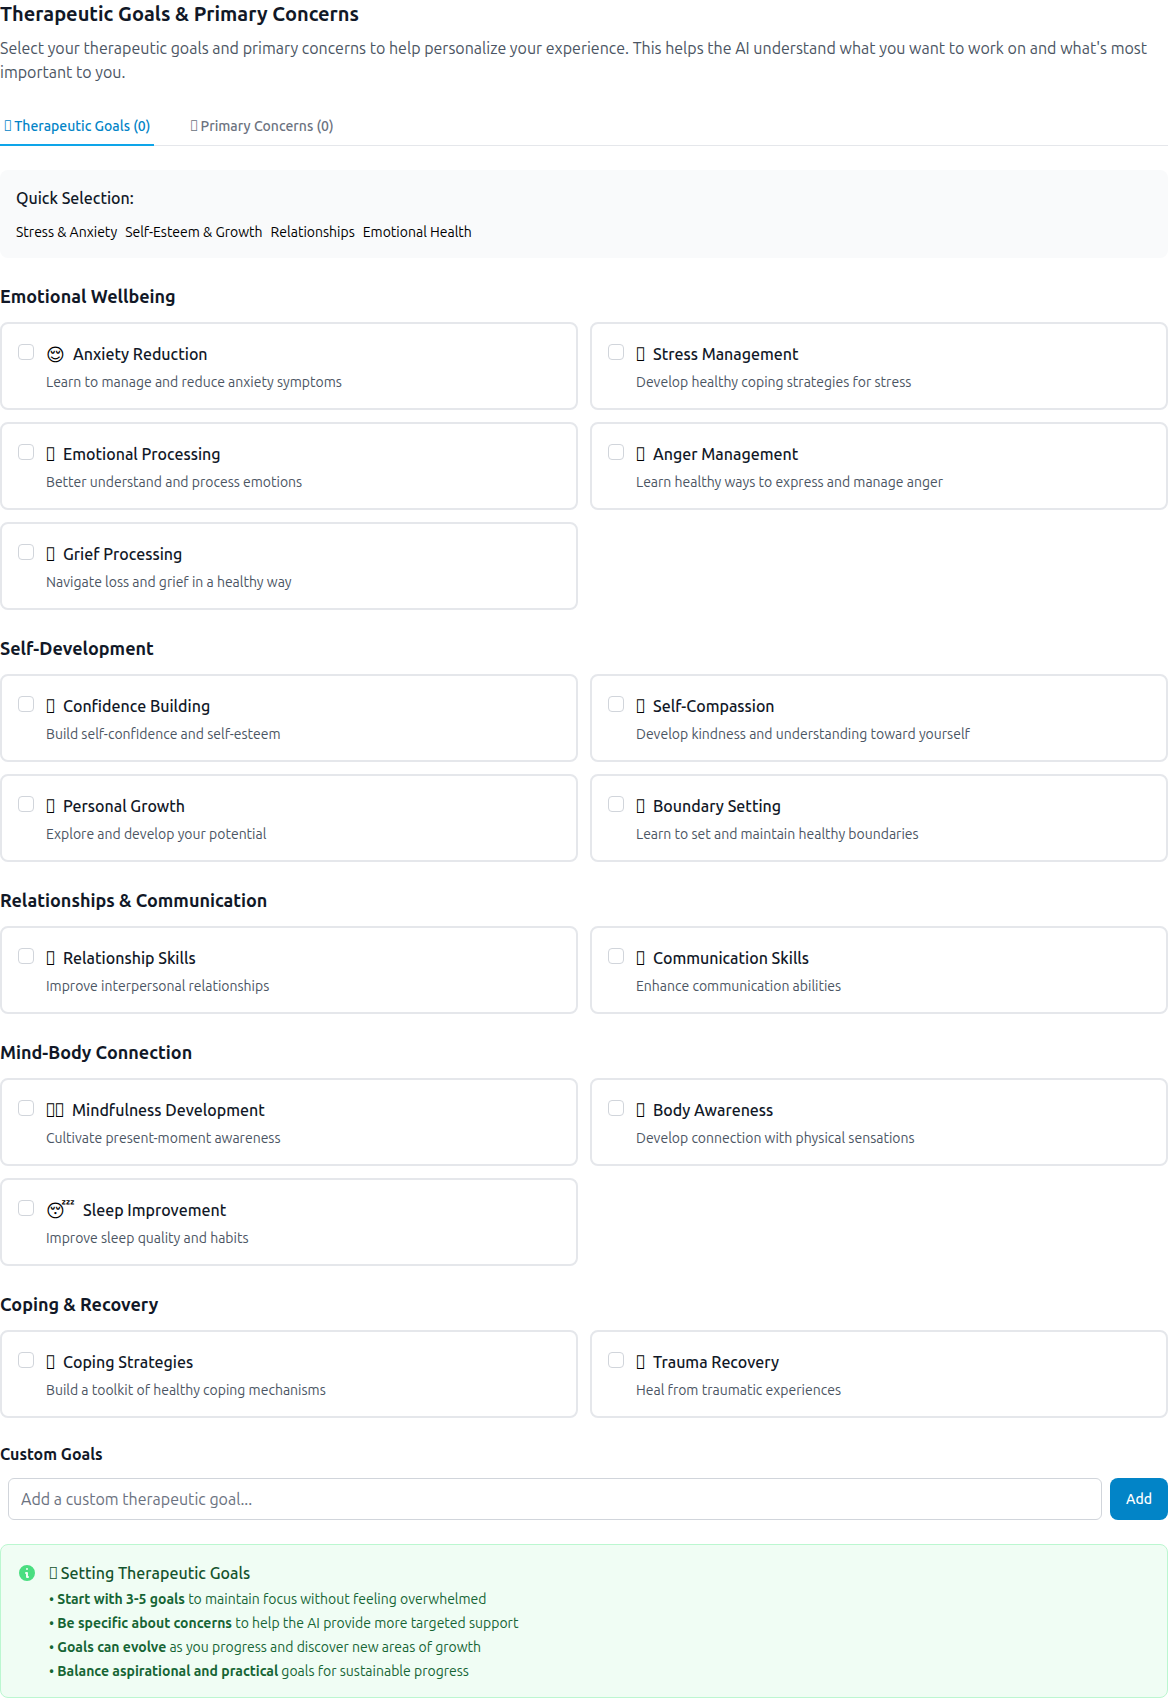 Therapeutic Goals & Primary Concerns
Select your therapeutic goals and primary concerns to help personalize your experience. This helps the AI understand what you want to work on and what's most
important to you.
Therapeutic Goals (0) Primary Concerns (0)
Quick Selection:
Stress & Anxiety Self-Esteem & Growth Relationships Emotional Health
Emotional Wellbeing
😌 Anxiety Reduction
Learn to manage and reduce anxiety symptoms
Stress Management
Develop healthy coping strategies for stress
Emotional Processing
Better understand and process emotions
Anger Management
Learn healthy ways to express and manage anger
Grief Processing
Navigate loss and grief in a healthy way
Self-Development
Confidence Building
Build self-confidence and self-esteem
Self-Compassion
Develop kindness and understanding toward yourself
Personal Growth
Explore and develop your potential
Boundary Setting
Learn to set and maintain healthy boundaries
Relationships & Communication
Relationship Skills
Improve interpersonal relationships
Communication Skills
Enhance communication abilities
Mind-Body Connection
Mindfulness Development
Cultivate present-moment awareness
Body Awareness
Develop connection with physical sensations
😴 Sleep Improvement
Improve sleep quality and habits
Coping & Recovery
Coping Strategies
Build a toolkit of healthy coping mechanisms
Trauma Recovery
Heal from traumatic experiences
Custom Goals
Add a custom therapeutic goal... Add
Setting Therapeutic Goals
• Start with 3-5 goals to maintain focus without feeling overwhelmed
• Be specific about concerns to help the AI provide more targeted support
• Goals can evolve as you progress and discover new areas of growth
• Balance aspirational and practical goals for sustainable progress